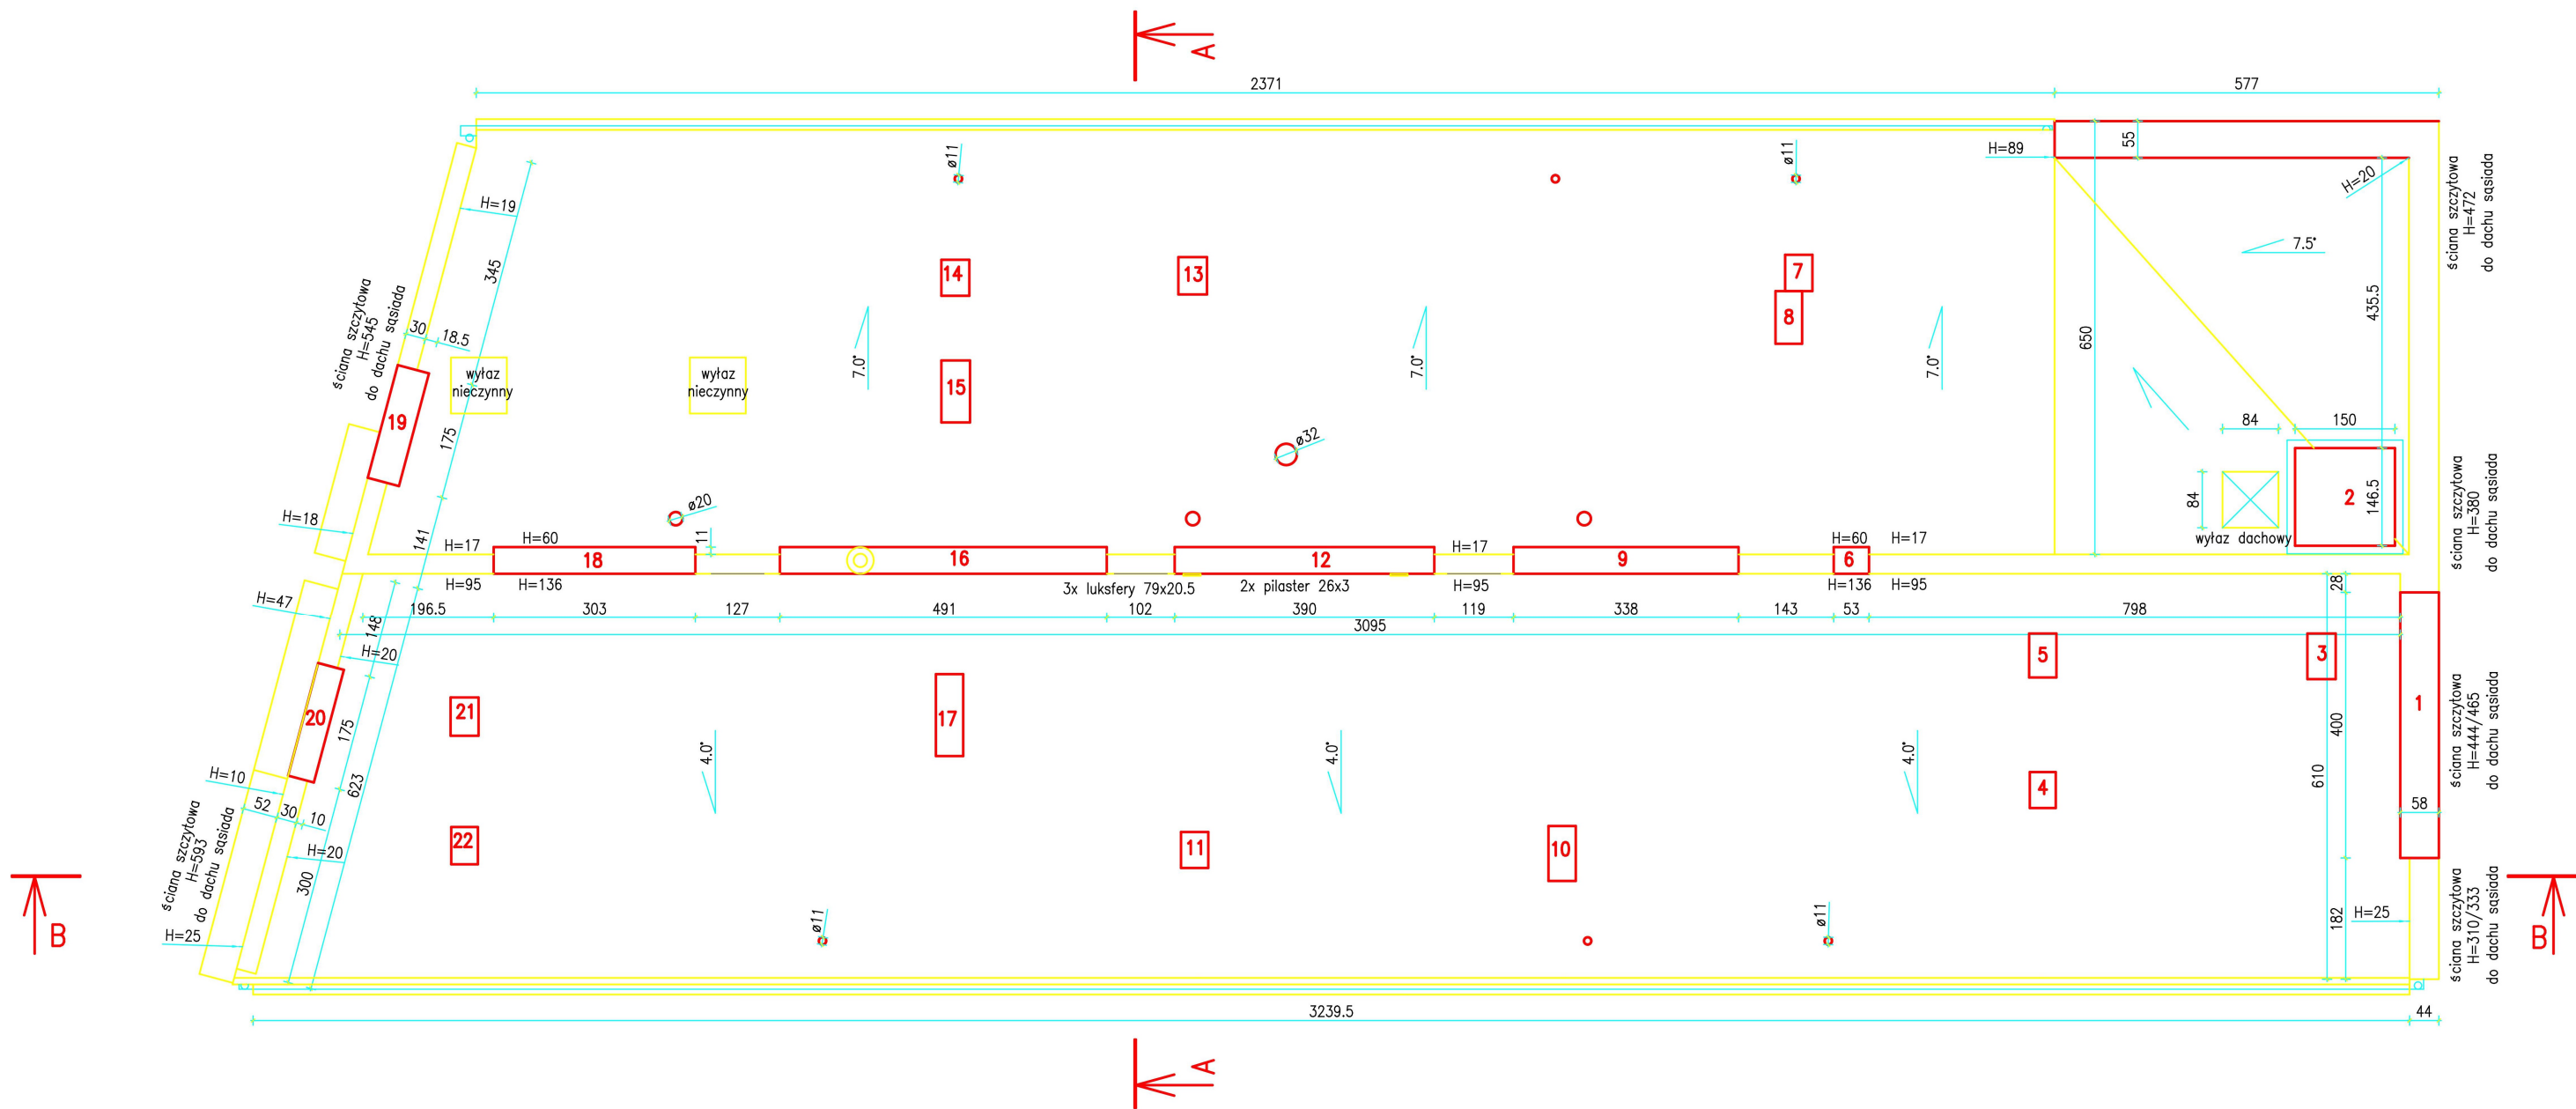 A
2371
577
H=89
55
H=20
ściana szczytowa
H=472
do dachu sąsiada
ø11
ø11
H=19
345
14
13
7
8
7.5°
435.5
650
ściana szczytowa
H=545
do dachu sąsiada
30
18.5
wyłaz
nieczynny
wyłaz
nieczynny
7.0°
7.0°
7.0°
15
19
175
84
150
ø32
ø20
84
146.5
2
wyłaz dachowy
ściana szczytowa
H=380
do dachu sąsiada
H=18
141
H=17
H=60
11
H=17
H=60
H=17
18
16
12
9
6
H=95
H=136
3x luksfery 79x20.5
2x pilaster 26x3
H=95
H=136
H=95
28
H=47
148
196.5
303
127
491
102
390
119
338
143
53
798
3095
H=20
5
3
20
175
21
17
623
4.0°
4.0°
4.0°
1
400
610
58
ściana szczytowa
H=444/465
do dachu sąsiada
H=10
52
30
10
4
ściana szczytowa
H=593
do dachu sąsiada
22
H=20
11
10
300
B
H=25
ø11
ø11
182
H=25
ściana szczytowa
H=310/333
do dachu sąsiada
B
3239.5
44
A